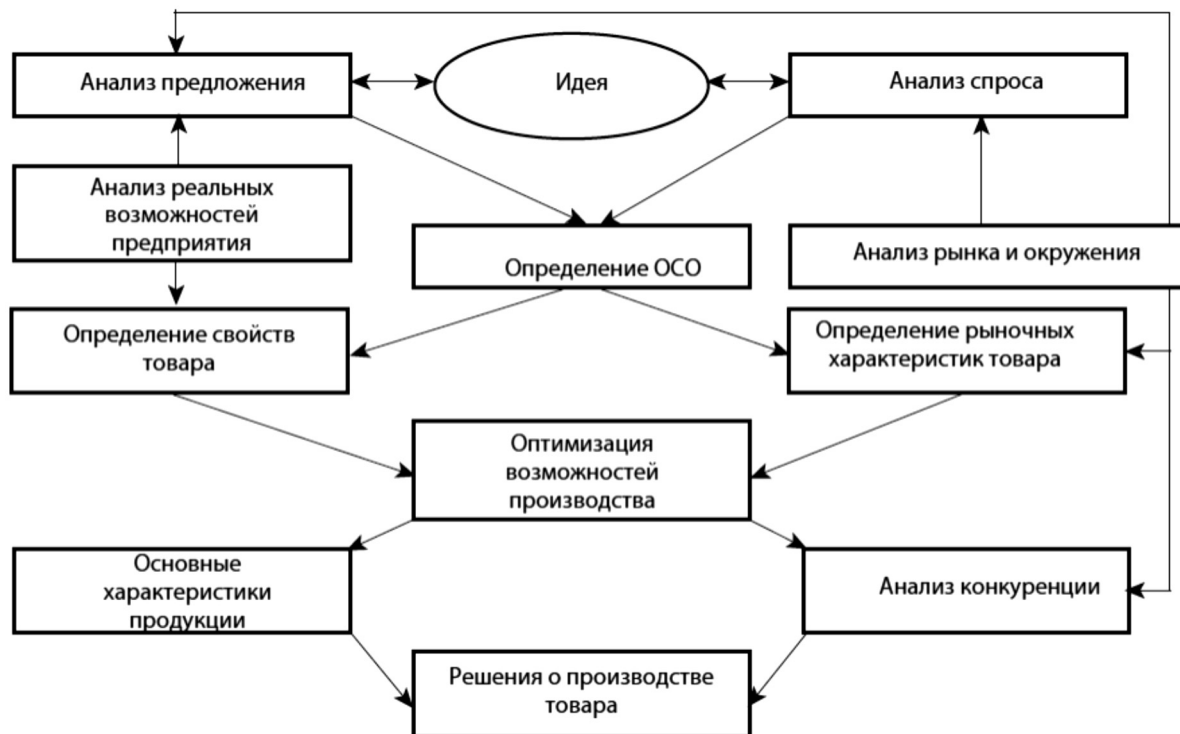 Анализ предложения
Идея
Анализ спроса
Анализ реальных
возможностей
предприятия
Определение ОСО
Анализ рынка и окружения
Определение свойств
товара
Определение рыночных
характеристик товара
Оптимизация
возможностей
производства
Основные
характеристики
продукции
Анализ конкуренции
Решения о производстве
товара